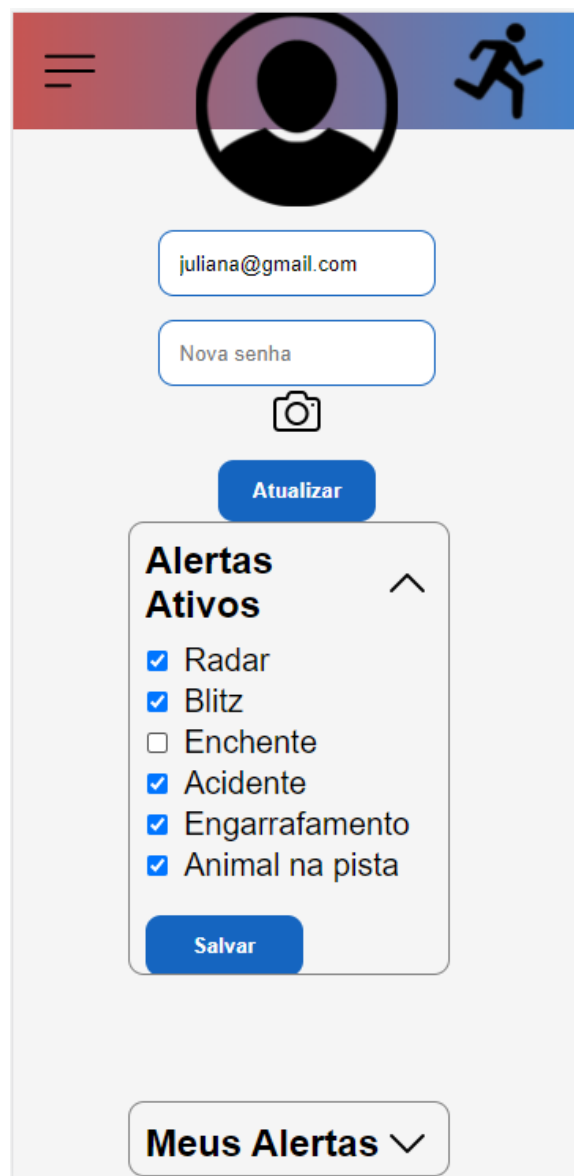 juliana@gmail.com
Nova senha
Atualizar
Alertas
Ativos
Radar
Blitz
Enchente
Acidente
Engarrafamento
Animal na pista
Salvar
Meus Alertas